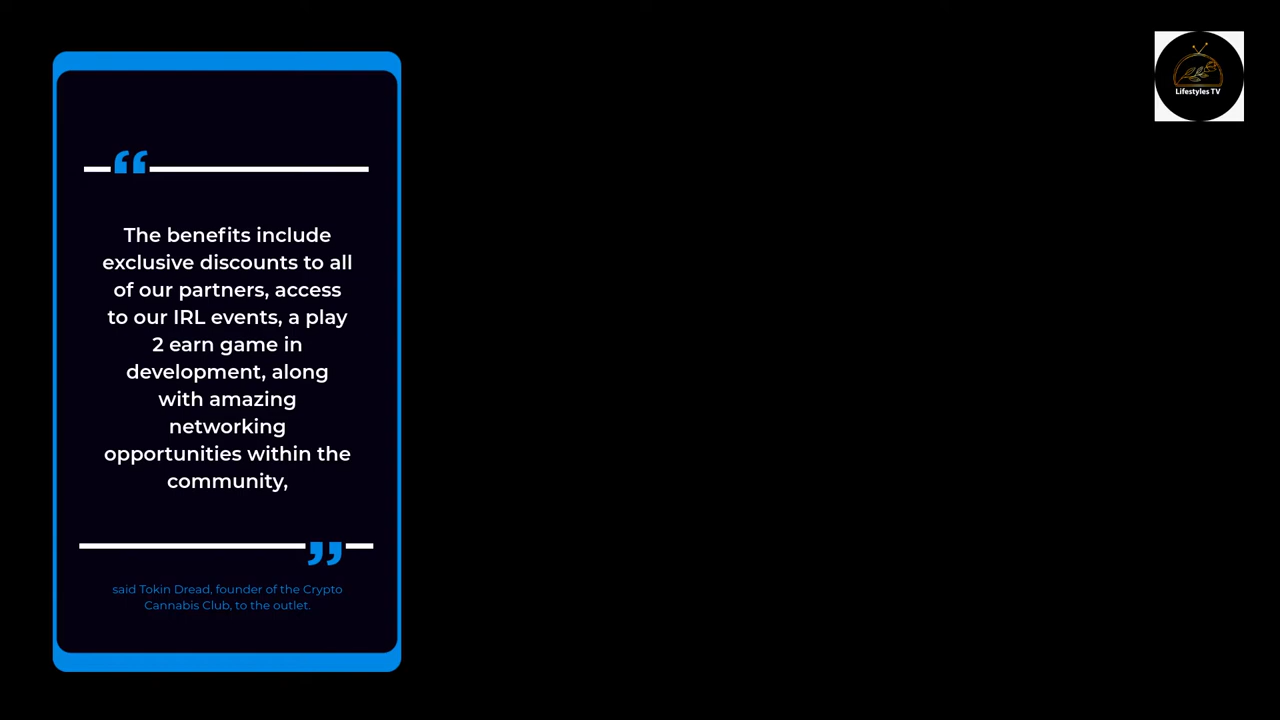 Lifestyles TV
“
The benefits include
exclusive discounts to all
of our partners, access
to our IRL events, a play
2 earn game in
development, along
with amazing
networking
opportunities within the
community,
”
said Tokin Dread, founder of the Crypto
Cannabis Club, to the outlet.